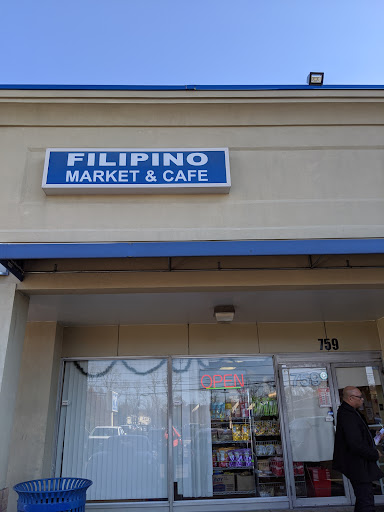 FILIPINO
MARKET & CAFE
759
OPEN